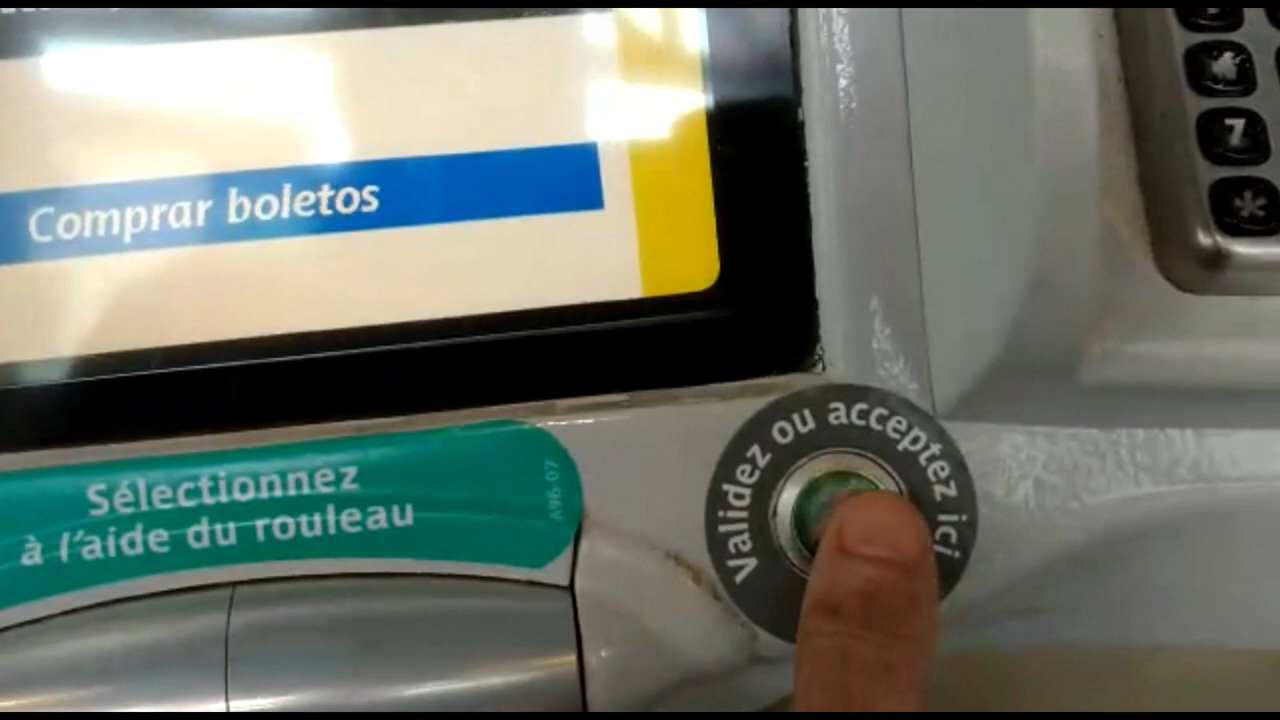 Comprar boletos
Sélectionnez
à l'aide du rouleau
A96-07
Validez ou acceptez ici
7
*